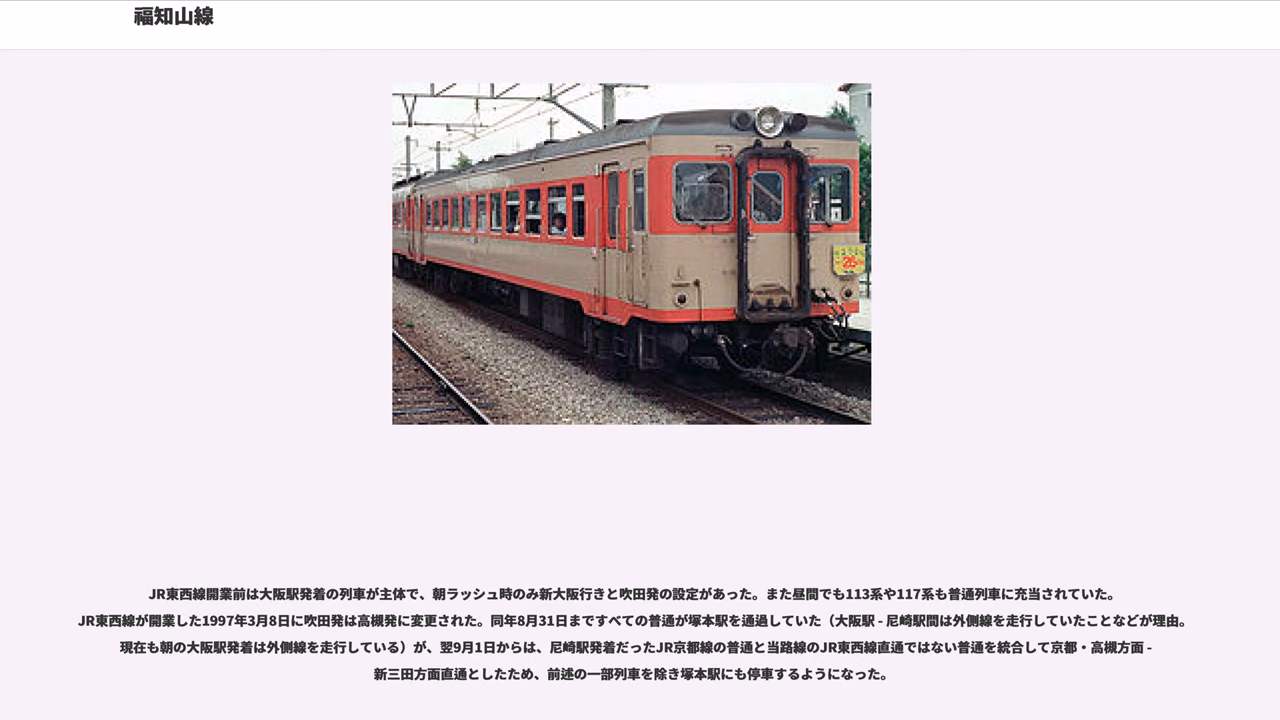 福知山線
JR東西線開業前は大阪駅発着の列車が主体で、朝ラッシュ時のみ新大阪行きと吹田発の設定があった。また昼間でも113系や117系も普通列車に充当されていた。
JR東西線が開業した1997年3月8日に吹田発は高槻発に変更された。同年8月31日まですべての普通が塚本駅を通過していた（大阪駅 - 尼崎駅間は外側線を走行していたことなどが理由。
現在も朝の大阪駅発着は外側線を走行している）が、翌9月1日からは、尼崎駅発着だったJR京都線の普通と当路線のJR東西線直通ではない普通を統合して京都・高槻方面 -
新三田方面直通としたため、前述の一部列車を除き塚本駅にも停車するようになった。